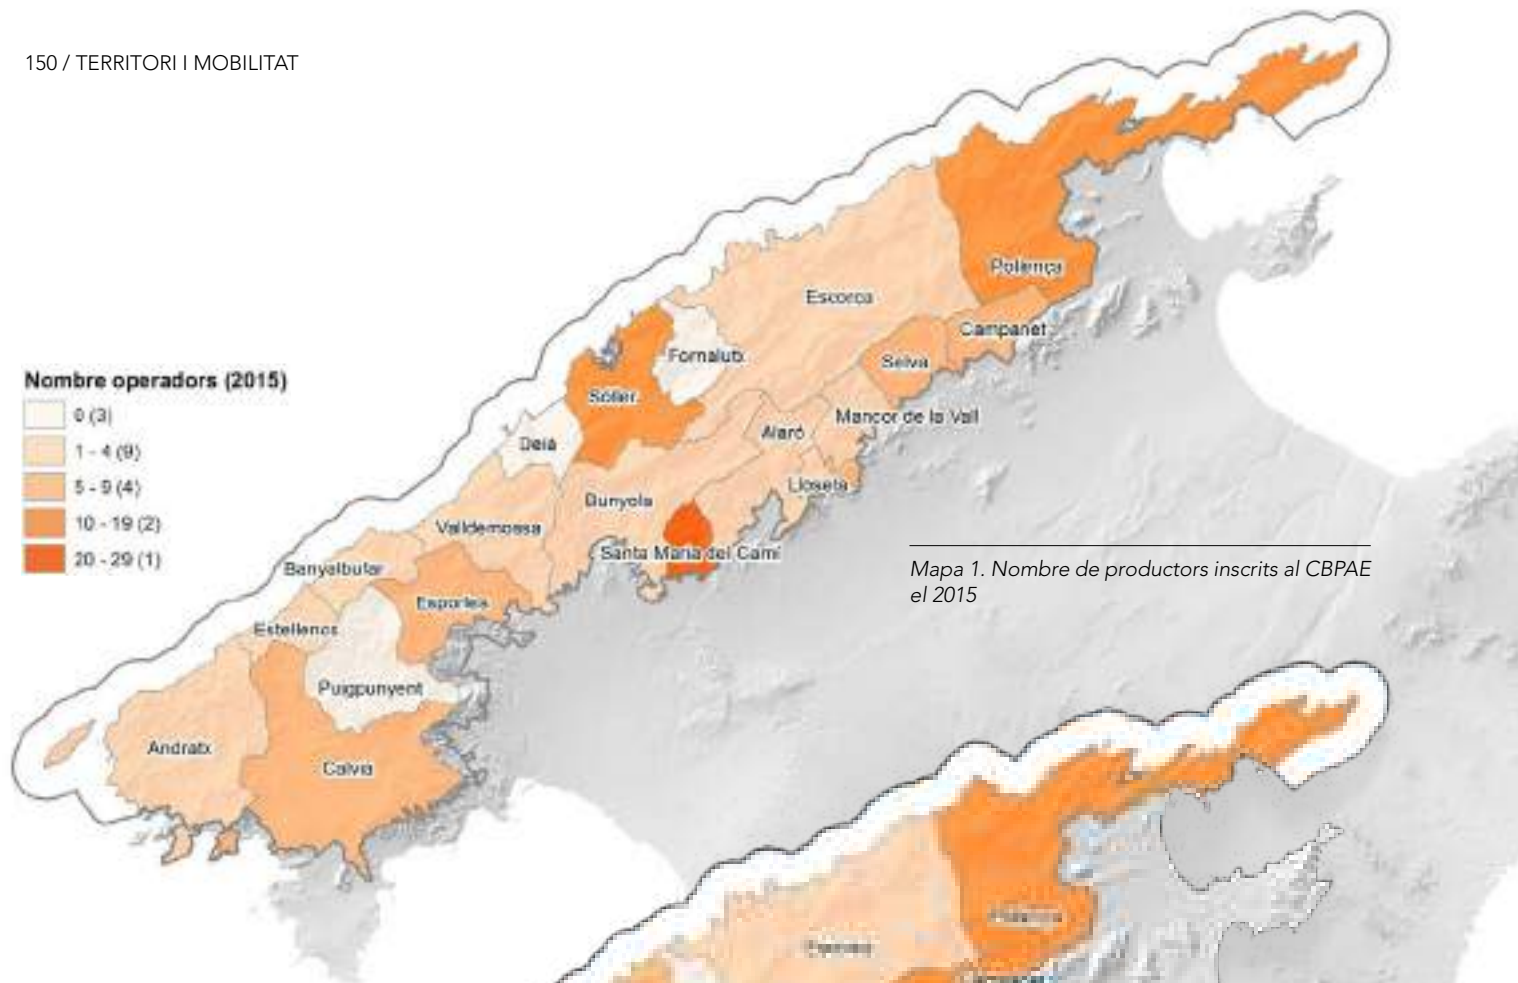 150 / TERRITORI I MOBILITAT
Pollença
Escorca
Campanet
Fornalutx
Selva
Sóller
Mancor de la Vall
Alaró
Deià
Lloseta
Bunyola
Valldemossa
Santa Maria del Camí
Banyalbufar
Esporles
Estellencs
Puigpunyent
Andratx
Calvià
Nombre operadors (2015)
0 (3)
1 - 4 (9)
5 - 9 (4)
10 - 19 (2)
20 - 29 (1)
Mapa 1. Nombre de productors inscrits al CBPAE
el 2015
Pollença
Escorca